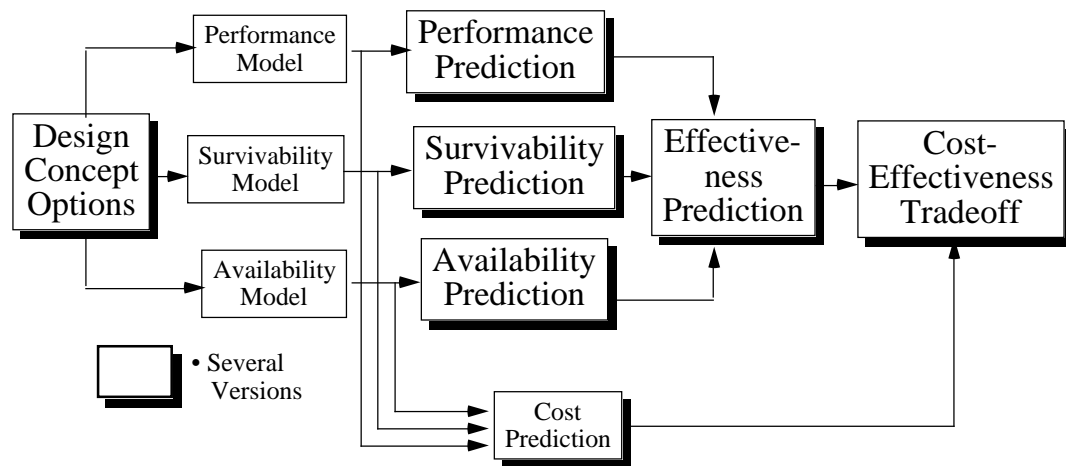 Performance
Model
Performance
Prediction
Design
Concept
Options
Survivability
Model
Survivability
Prediction
Effective-
ness
Prediction
Cost-
Effectiveness
Tradeoff
Availability
Model
Availability
Prediction
• Several
Versions
Cost
Prediction